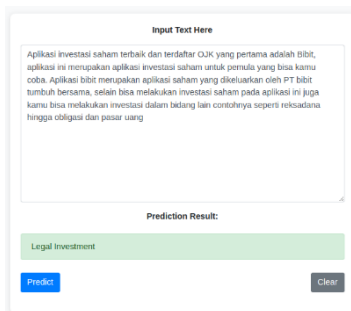 Input Text Here
Aplikasi investasi saham terbaik dan terdaftar OJK yang pertama adalah Bibit,
aplikasi ini merupakan aplikasi investasi saham untuk pemula yang bisa kamu
coba. Aplikasi bibit merupakan aplikasi saham yang dikeluarkan oleh PT bibit
tumbuh bersama, selain bisa melakukan investasi saham pada aplikasi ini juga
kamu bisa melakukan investasi dalam bidang lain contohnya seperti reksadana
hingga obligasi dan pasar uang
Prediction Result:
Legal Investment
Predict
Clear